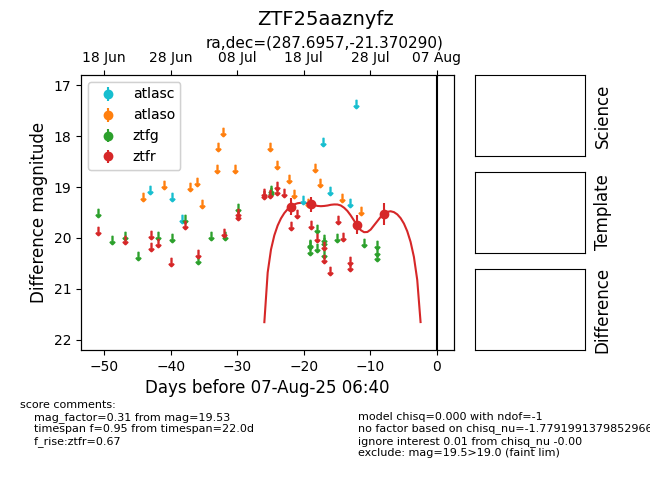 ZTF25aaznyfz
ra,dec=(287.6957,-21.370290)
18 Jun 28 Jun 08 Jul 18 Jul 28 Jul 07 Aug
atlasc
atlaso
ztfg
ztfr
17
18
19
20
21
22
Difference magnitude
−50 −40 −30 −20 −10 0
Days before 07-Aug-25 06:40
Science
Template
Difference
score comments:
mag_factor=0.31 from mag=19.53
timespan f=0.95 from timespan=22.0d
f_rise:ztfr=0.67
model chisq=0.000 with ndof=-1
no factor based on chisq_nu=-1.7791991379852966
ignore interest 0.01 from chisq_nu -0.00
exclude: mag=19.5>19.0 (faint lim)